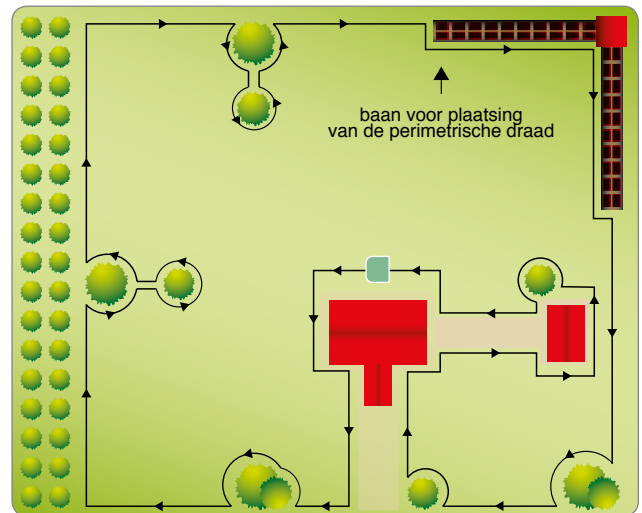 baan voor plaatsing
van de perimetrische draad